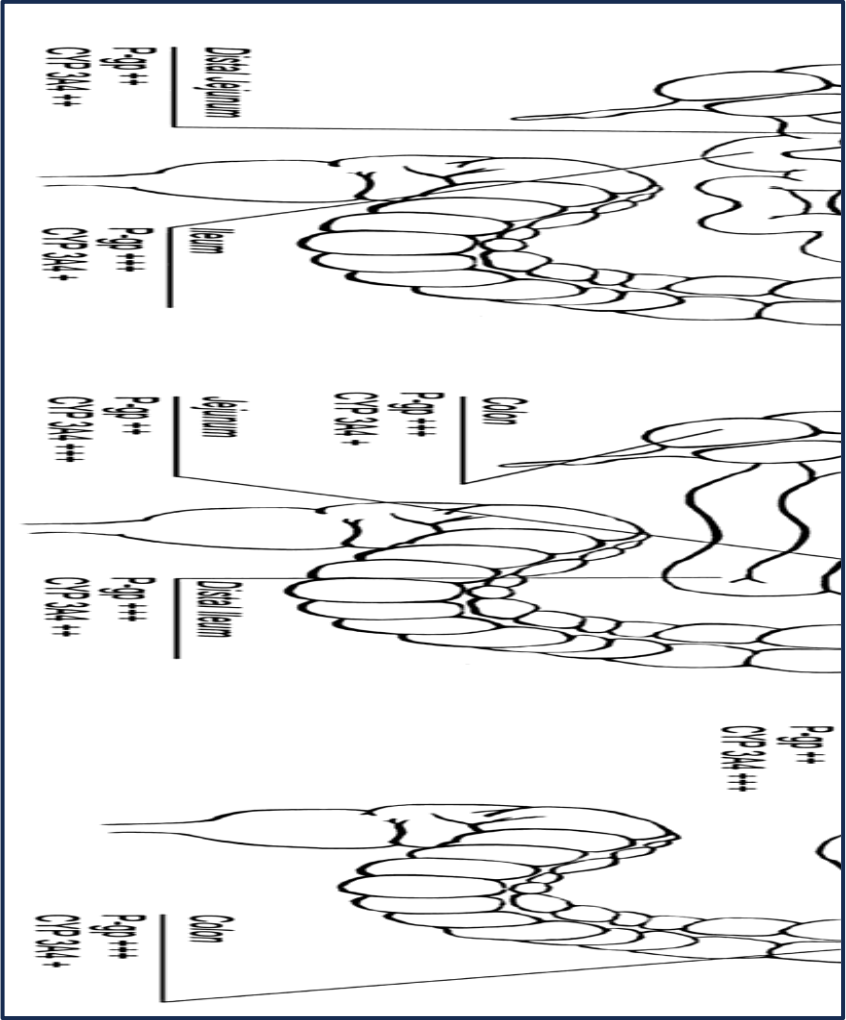 P-gp ++
CYP 3A4 +++
Colon
P-gp +++
CYP 3A4 +
Distal Jejunum
P-gp ++
CYP 3A4 ++
Ileum
P-gp +++
CYP 3A4 +
Jejunum
P-gp ++
CYP 3A4 +++
Distal Ileum
P-gp +++
CYP 3A4 ++
Colon
P-gp +++
CYP 3A4 +